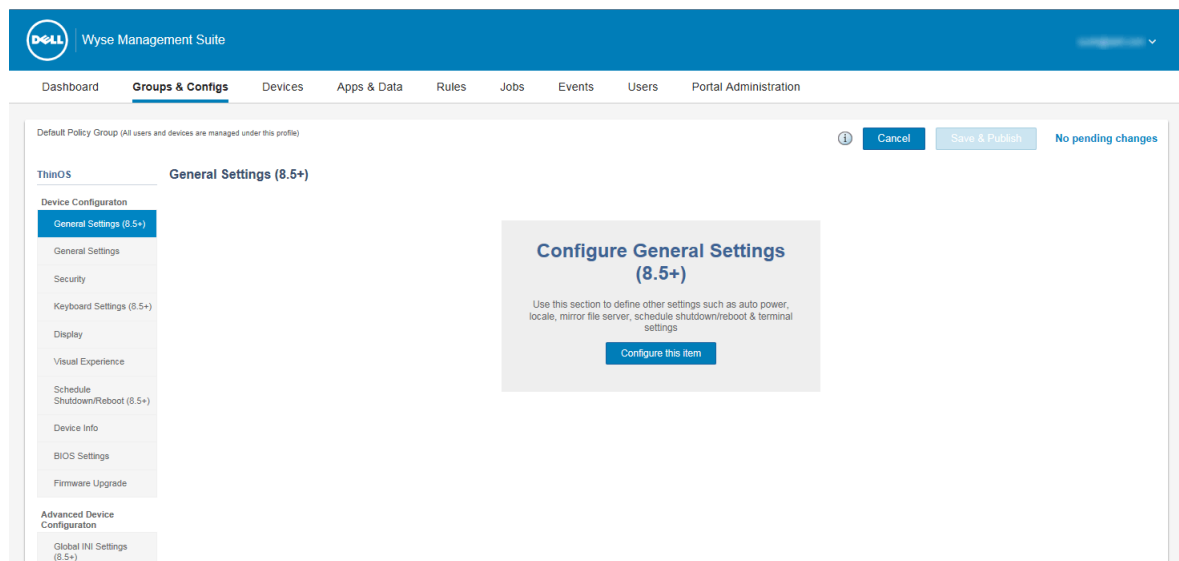 DELL Wyse Management Suite
Dashboard Groups & Configs Devices Apps & Data Rules Jobs Events Users Portal Administration
Default Policy Group (All users and devices are managed under this profile)
i Cancel Save & Publish No pending changes
ThinOS
General Settings (8.5+)
Device Configuraton
General Settings (8.5+)
General Settings
Security
Keyboard Settings (8.5+)
Display
Visual Experience
Schedule
Shutdown/Reboot (8.5+)
Device Info
BIOS Settings
Firmware Upgrade
Advanced Device
Configuraton
Global INI Settings
(8.5+)
Configure General Settings
(8.5+)
Use this section to define other settings such as auto power,
locale, mirror file server, schedule shutdown/reboot & terminal
settings
Configure this item